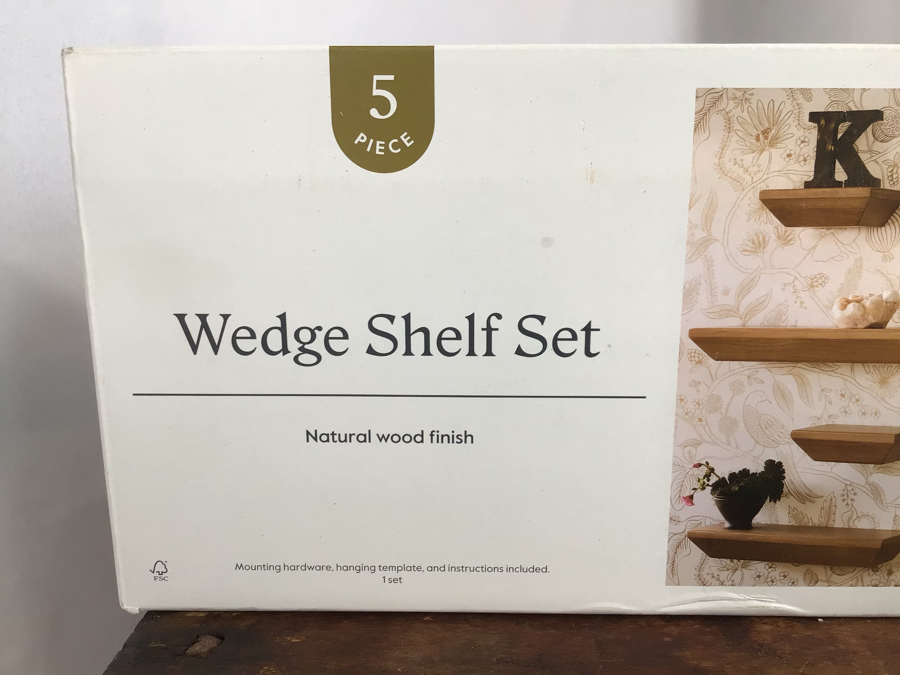 5
PIECE
K
Wedge Shelf Set
Natural wood finish
Mounting hardware, hanging template, and instructions included.
1 set
FSC